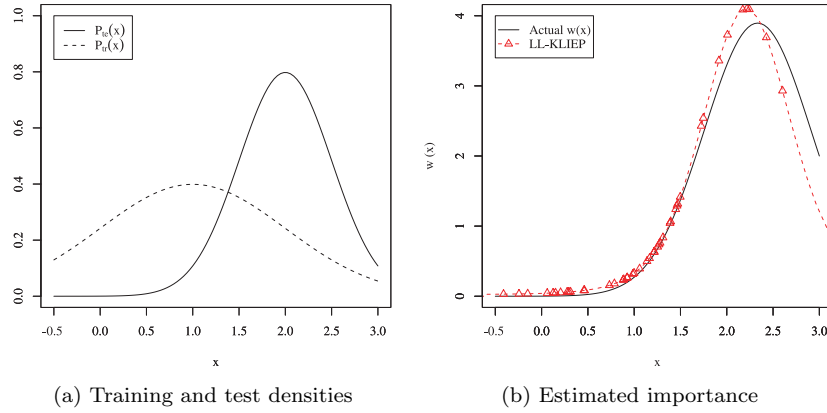 P_te(x)
P_tr(x)
0.0 0.2 0.4 0.6 0.8 1.0
-0.5 0.0 0.5 1.0 1.5 2.0 2.5 3.0
x
(a) Training and test densities
Actual w(x)
LL-KLIEP
w (x)
0 1 2 3 4
-0.5 0.0 0.5 1.0 1.5 2.0 2.5 3.0
x
(b) Estimated importance